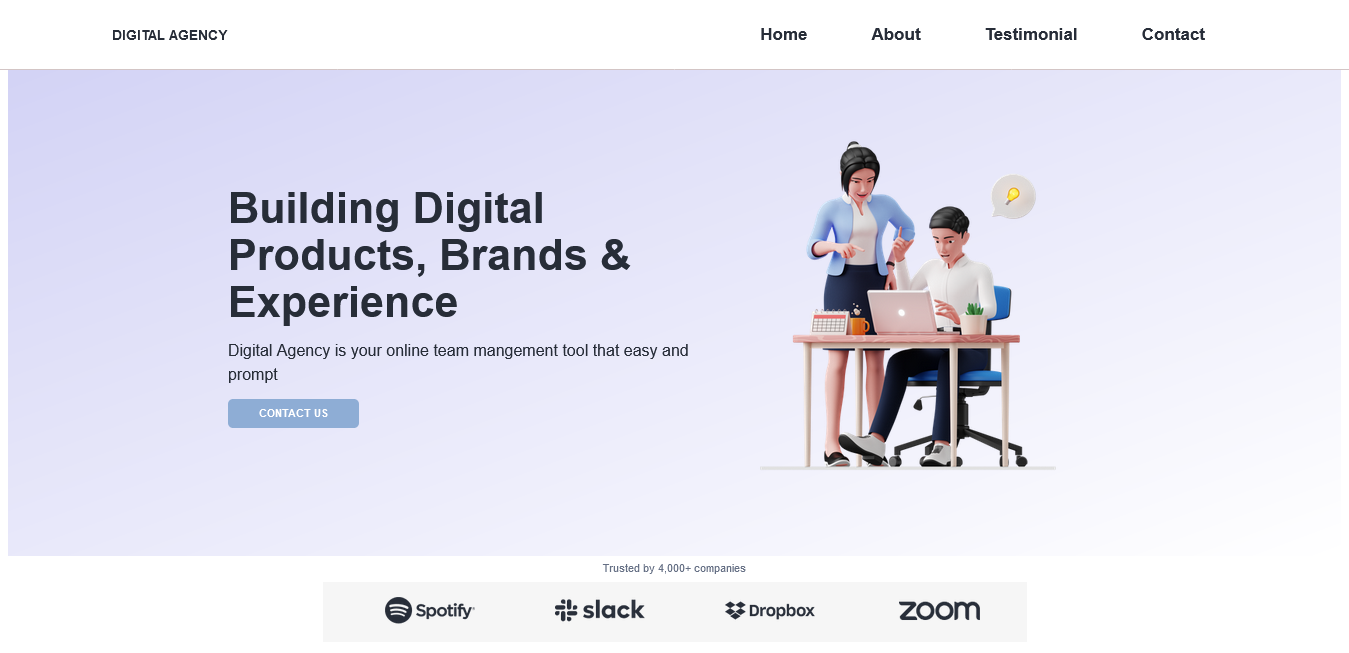 DIGITAL AGENCY
Home About Testimonial Contact
Building Digital
Products, Brands &
Experience
Digital Agency is your online team mangement tool that easy and
prompt
CONTACT US
Trusted by 4,000+ companies
Spotify slack Dropbox zoom